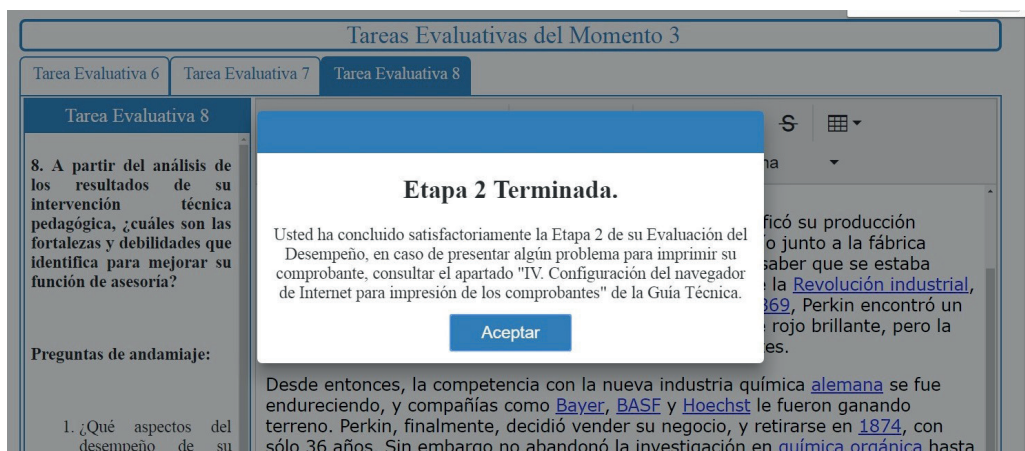 Tareas Evaluativas del Momento 3
Tarea Evaluativa 6
Tarea Evaluativa 7
Tarea Evaluativa 8
Tarea Evaluativa 8
8. A partir del análisis de
los resultados de su
intervención técnica
pedagógica, ¿cuáles son las
fortalezas y debilidades que
identifica para mejorar su
función de asesoría?
Preguntas de andamiaje:
1. ¿Qué aspectos del
desempeño de su
Etapa 2 Terminada.
Usted ha concluido satisfactoriamente la Etapa 2 de su Evaluación del
Desempeño, en caso de presentar algún problema para imprimir su
comprobante, consultar el apartado "IV. Configuración del navegador
de Internet para impresión de los comprobantes" de la Guía Técnica.
Aceptar
S
su producción
junto a la fábrica
saber que se estaba
la Revolución industrial,
Perkin encontró un
rojo brillante, pero la
Desde entonces, la competencia con la nueva industria química alemana se fue
endureciendo, y compañías como Bayer, BASF y Hoechst le fueron ganando
terreno. Perkin, finalmente, decidió vender su negocio, y retirarse en 1874, con
sólo 36 años. Sin embargo no abandonó la investigación en química orgánica hasta